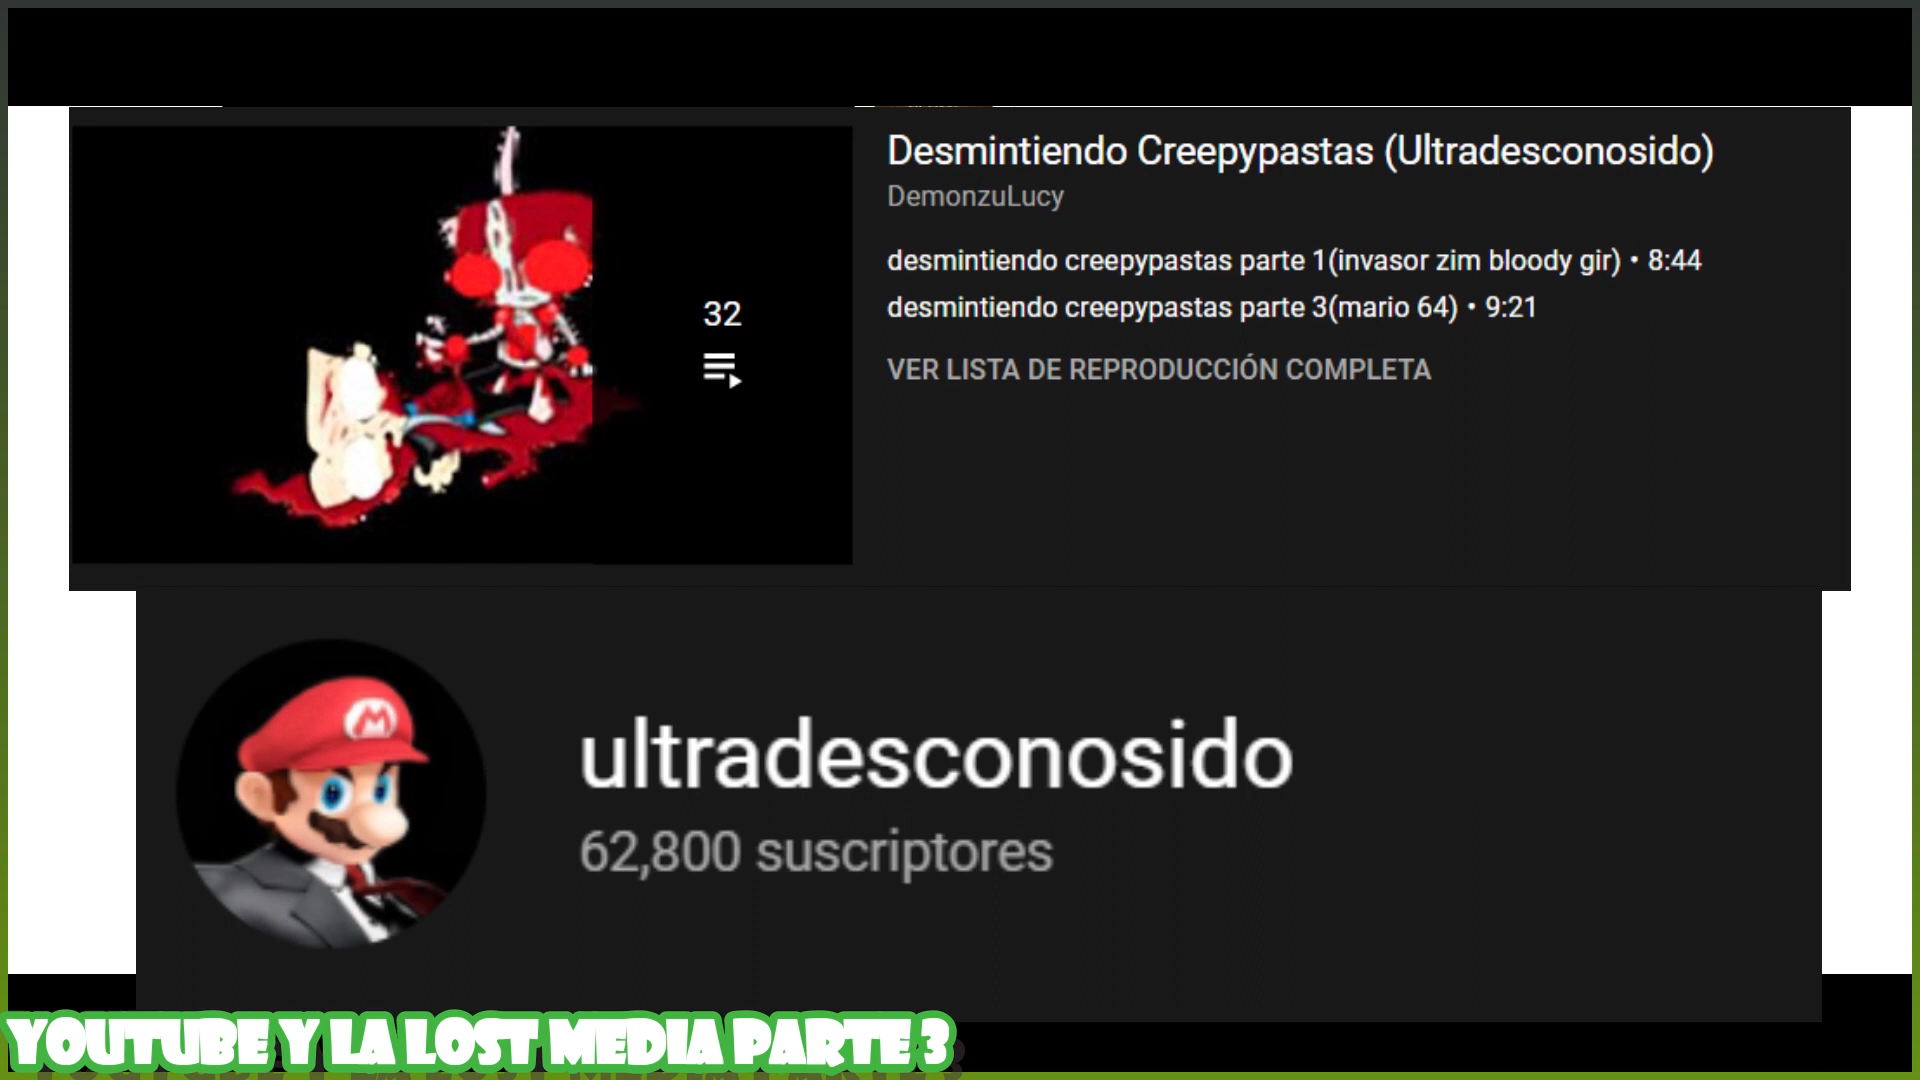 Desmintiendo Creepypastas (Ultradesconosido)
DemonzuLucy
desmintiendo creepypastas parte 1(invasor zim bloody gir) • 8:44
desmintiendo creepypastas parte 3(mario 64) • 9:21
VER LISTA DE REPRODUCCIÓN COMPLETA
32
M
ultradesconosido
62,800 suscriptores
YOUTUBE Y LA LOST MEDIA PARTE 3